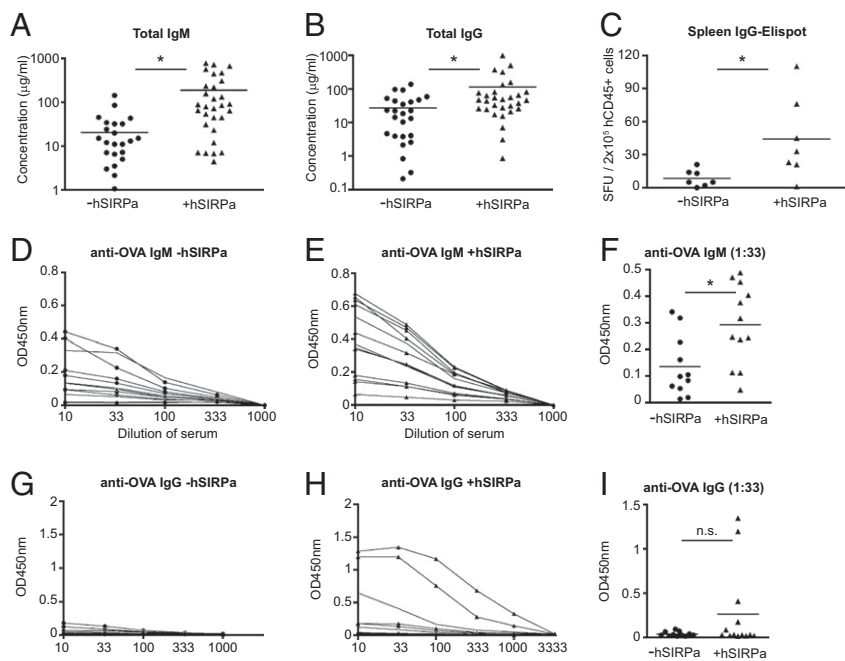 A
Total IgM
*
Concentration (μg/ml)
1000
100
10
1
-hSIRPa
+hSIRPa
B
Total IgG
*
Concentration (μg/ml)
1000
100
10
1
0.1
-hSIRPa
+hSIRPa
C
Spleen IgG-Elispot
*
SFU / 2x10⁵ hCD45+ cells
120
90
60
30
0
-hSIRPa
+hSIRPa
D
anti-OVA IgM -hSIRPa
OD450nm
0.8
0.6
0.4
0.2
0
10
33
100
333
1000
Dilution of serum
E
anti-OVA IgM +hSIRPa
OD450nm
0.8
0.6
0.4
0.2
0
10
33
100
333
1000
Dilution of serum
F
anti-OVA IgM (1:33)
*
OD450nm
0.5
0.4
0.3
0.2
0.1
0
-hSIRPa
+hSIRPa
G
anti-OVA IgG -hSIRPa
OD450nm
2
1.5
1
0.5
0
10
33
100
333
1000
H
anti-OVA IgG +hSIRPa
OD450nm
2
1.5
1
0.5
0
10
33
100
333
1000
3333
I
anti-OVA IgG (1:33)
n.s.
OD450nm
1.5
1
0.5
0
-hSIRPa
+hSIRPa